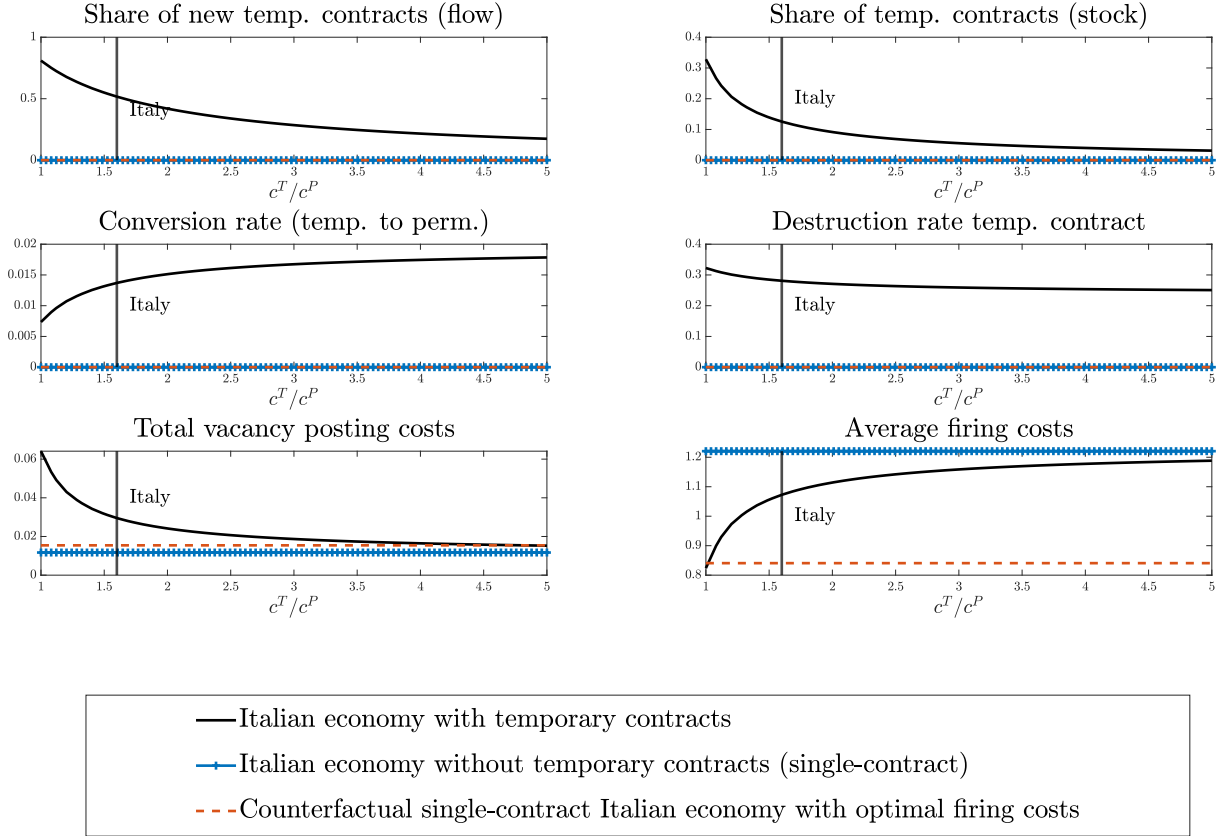 Share of new temp. contracts (flow)
1
0.5
0
Italy
1 1.5 2 2.5 3 3.5 4 4.5 5
c^T/c^P
Share of temp. contracts (stock)
0.4
0.3
0.2
0.1
0
Italy
1 1.5 2 2.5 3 3.5 4 4.5 5
c^T/c^P
Conversion rate (temp. to perm.)
0.02
0.015
0.01
0.005
0
Italy
1 1.5 2 2.5 3 3.5 4 4.5 5
c^T/c^P
Destruction rate temp. contract
0.4
0.3
0.2
0.1
0
Italy
1 1.5 2 2.5 3 3.5 4 4.5 5
c^T/c^P
Total vacancy posting costs
0.06
0.04
0.02
0
Italy
1 1.5 2 2.5 3 3.5 4 4.5 5
c^T/c^P
Average firing costs
1.2
1.1
1
0.9
0.8
Italy
1 1.5 2 2.5 3 3.5 4 4.5 5
c^T/c^P
Italian economy with temporary contracts
Italian economy without temporary contracts (single-contract)
Counterfactual single-contract Italian economy with optimal firing costs